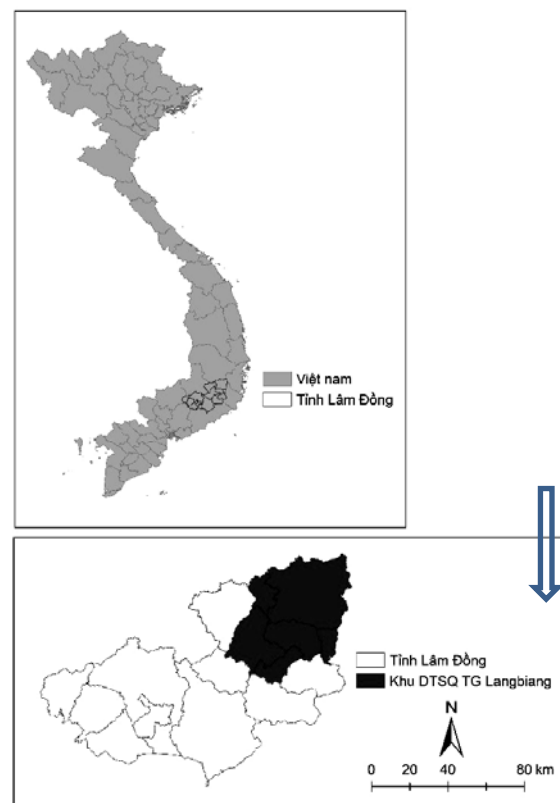 Việt nam
Tỉnh Lâm Đồng
Tỉnh Lâm Đồng
Khu DTSQ TG Langbiang
N
0 20 40 80 km